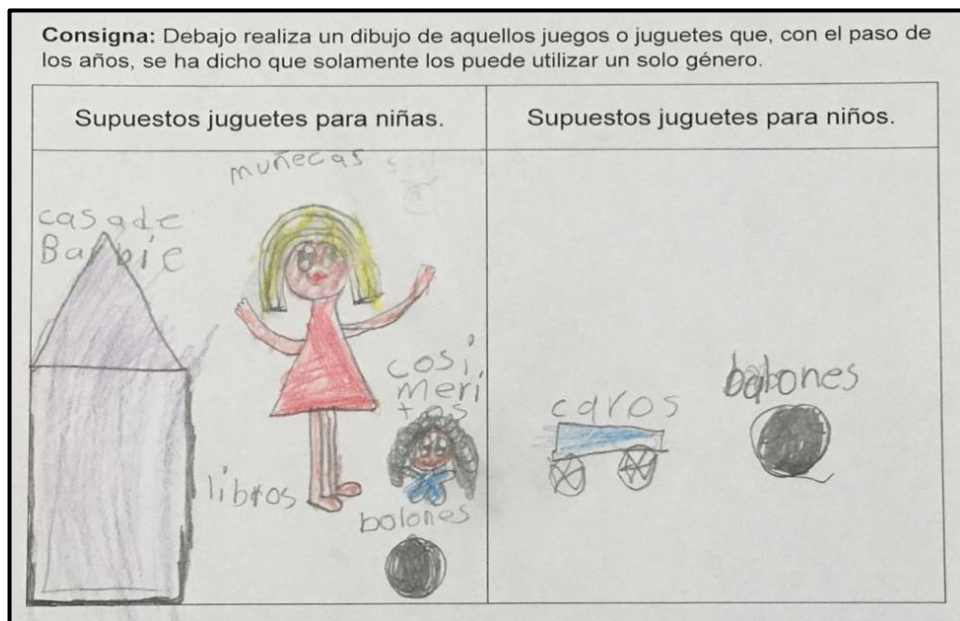 Consigna: Debajo realiza un dibujo de aquellos juegos o juguetes que, con el paso de
los años, se ha dicho que solamente los puede utilizar un solo género.
Supuestos juguetes para niñas.
Supuestos juguetes para niños.
muñecas
casa de
Barbie
cosi
meri
tos
libros
bolones
caros
balones